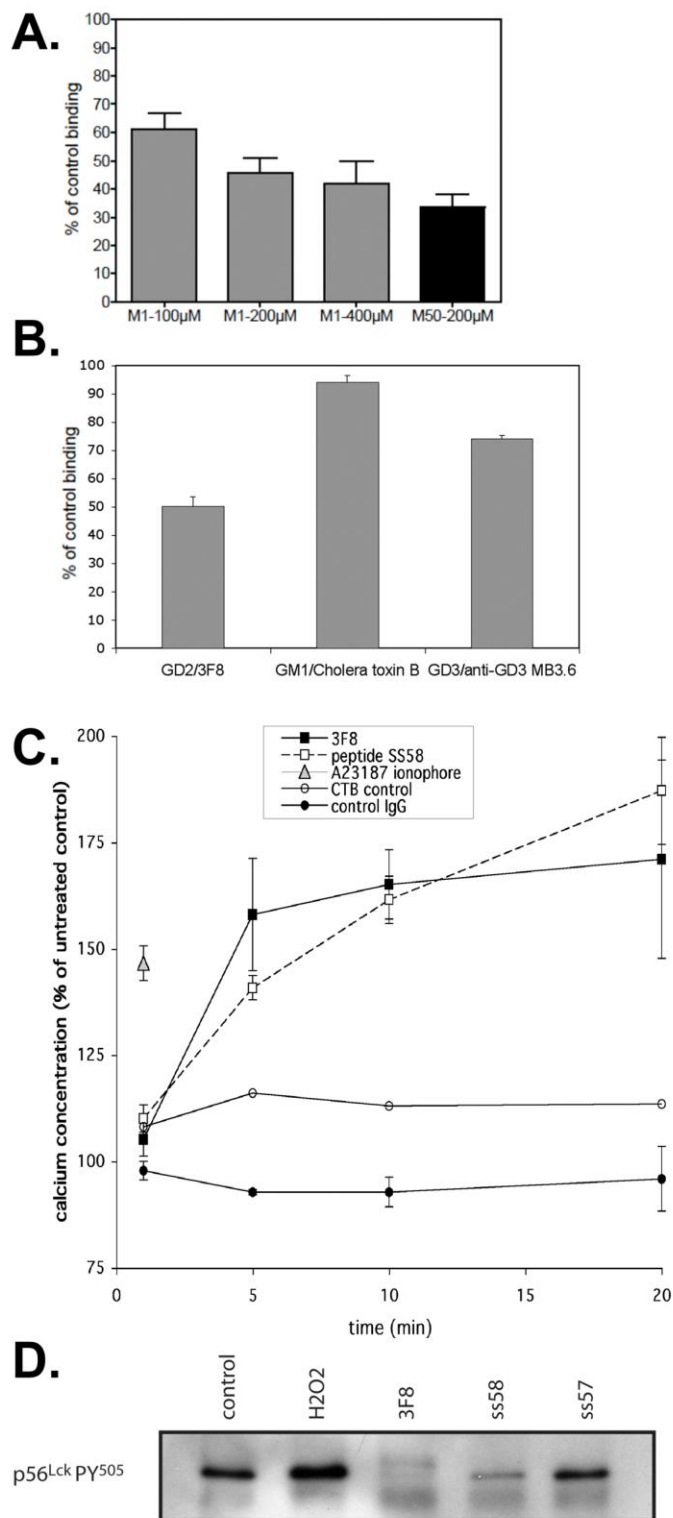 A.
% of control binding
100
90
80
70
60
50
40
30
20
10
0
M1-100µM M1-200µM M1-400µM M50-200µM
B.
% of control binding
100
90
80
70
60
50
40
30
20
10
0
GD2/3F8 GM1/Cholera toxin B GD3/anti-GD3 MB3.6
C.
calcium concentration (% of untreated control)
200
175
150
125
100
75
3F8
peptide SS58
A23187 ionophore
CTB control
control IgG
0 5 10 15 20
time (min)
D.
control H2O2 3F8 ss58 ss57
p56Lck PY505